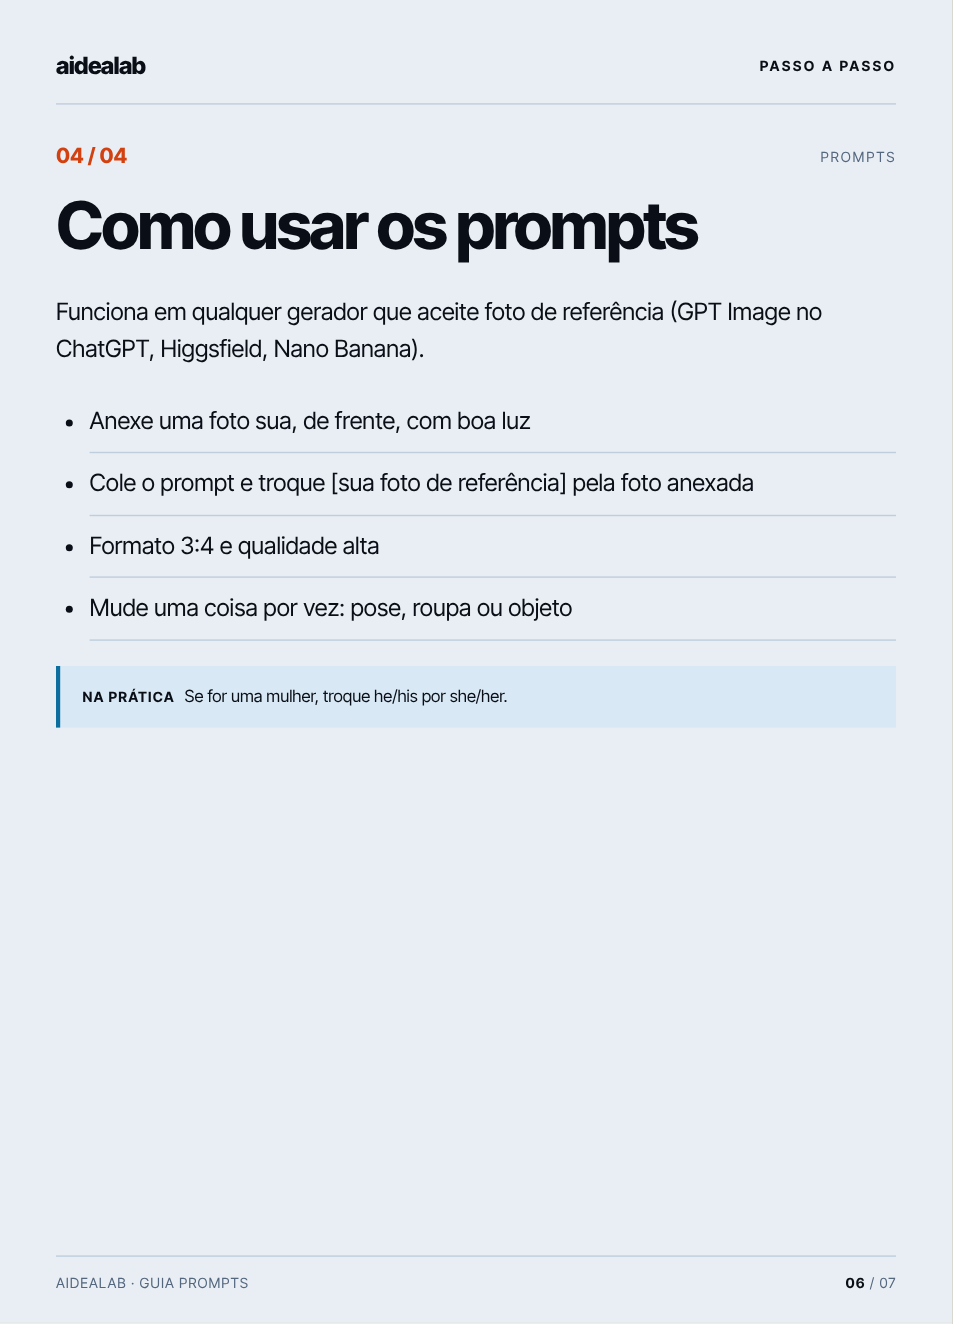 aidealab
PASSO A PASSO
04 / 04
PROMPTS
Como usar os prompts
Funciona em qualquer gerador que aceite foto de referência (GPT Image no
ChatGPT, Higgsfield, Nano Banana).
• Anexe uma foto sua, de frente, com boa luz
• Cole o prompt e troque [sua foto de referência] pela foto anexada
• Formato 3:4 e qualidade alta
• Mude uma coisa por vez: pose, roupa ou objeto
NA PRÁTICA Se for uma mulher, troque he/his por she/her.
AIDEALAB · GUIA PROMPTS
06 / 07